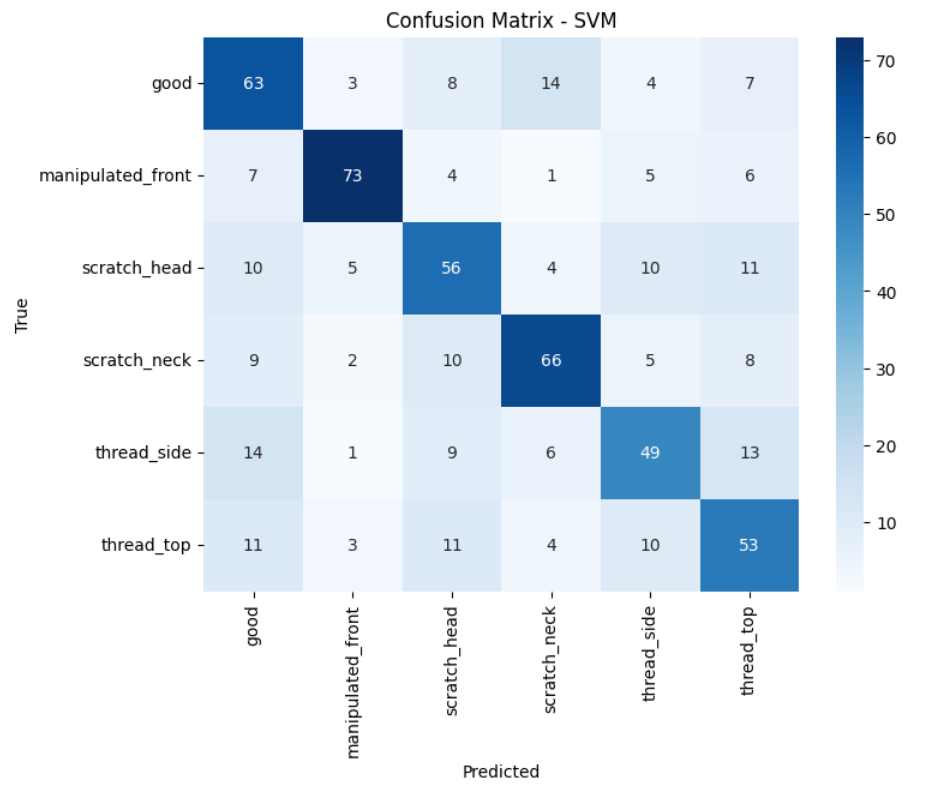 Confusion Matrix - SVM
good 63 3 8 14 4 7
manipulated_front 7 73 4 1 5 6
scratch_head 10 5 56 4 10 11
scratch_neck 9 2 10 66 5 8
thread_side 14 1 9 6 49 13
thread_top 11 3 11 4 10 53
good manipulated_front scratch_head scratch_neck thread_side thread_top
Predicted
True
70
60
50
40
30
20
10